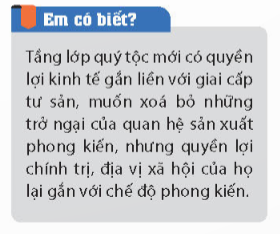 Em có biết?
Tầng lớp quý tộc mới có quyền
lợi kinh tế gắn liền với giai cấp
tư sản, muốn xoá bỏ những
trở ngại của quan hệ sản xuất
phong kiến, nhưng quyền lợi
chính trị, địa vị xã hội của họ
lại gắn với chế độ phong kiến.